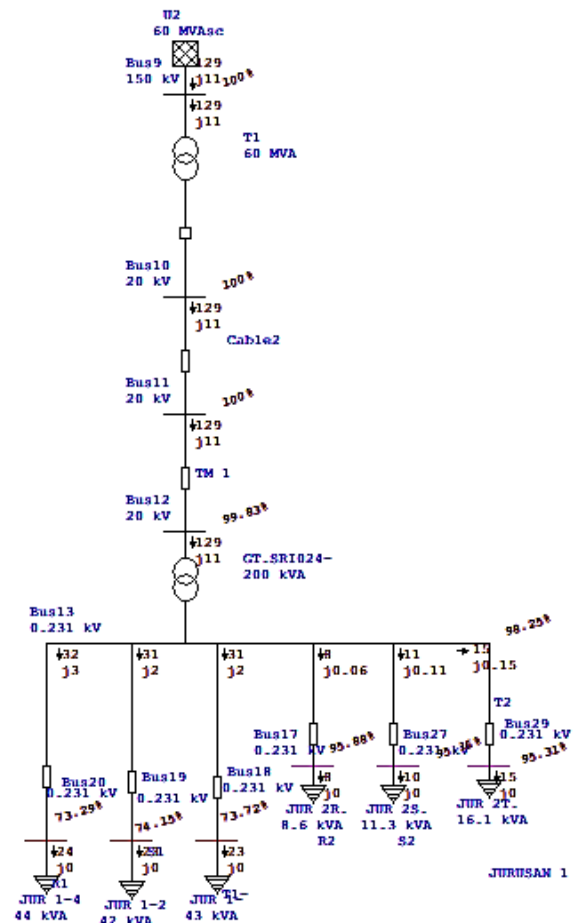 U2
60 MVAsc
Bus9
150 kV
129
j11
100%
129
j11
T1
60 MVA
Bus10
20 kV
100%
129
j11
Cable2
Bus11
20 kV
100%
129
j11
TM 1
Bus12
20 kV
99.83%
129
j11
GT.SRI024-
200 kVA
Bus13
0.231 kV
98.25%
32
j3
31
j2
31
j2
8
j0.06
11
j0.11
15
j0.15
T2
Bus17
0.231 kV
95.88%
Bus27
0.231 kV
Bus29
0.231 kV
95.31%
8
j0
10
j0
15
j0
JUR 2R-
8.6 kVA
R2
JUR 2S-
11.3 kVA
S2
JUR 2T-
16.1 kVA
Bus20
0.231 kV
73.29%
Bus19
0.231 kV
74.15%
Bus18
0.231 kV
73.72%
24
j0
j0
23
j0
JUR 1-4
44 kVA
JUR 1-2
42 kVA
43 kVA
JURUSAN 1